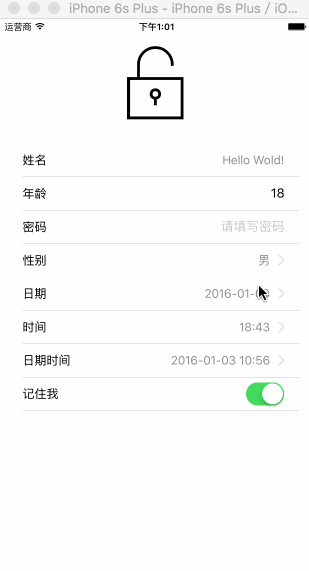 iPhone 6s Plus - iPhone 6s Plus / iO...
运营商 下午1:01
姓名 Hello Wold!
年龄 18
密码 请填写密码
性别 男
日期 2016-01-
时间 18:43
日期时间 2016-01-03 10:56
记住我